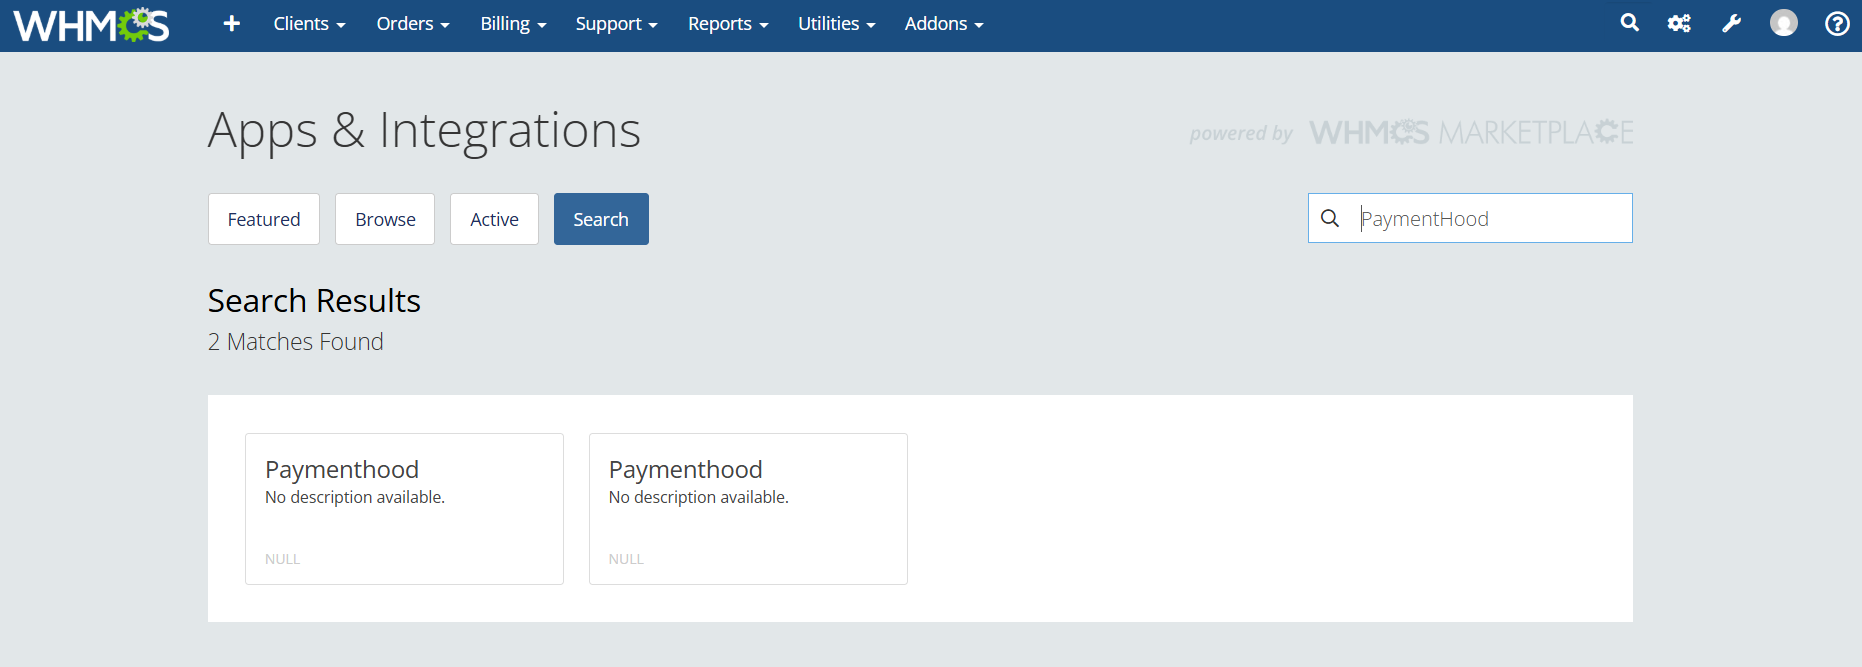 WHMCS + Clients Orders Billing Support Reports Utilities Addons
Apps & Integrations
powered by WHMCS MARKETPLACE
Featured Browse Active Search
PaymentHood
Search Results
2 Matches Found
Paymenthood
No description available.
NULL
Paymenthood
No description available.
NULL